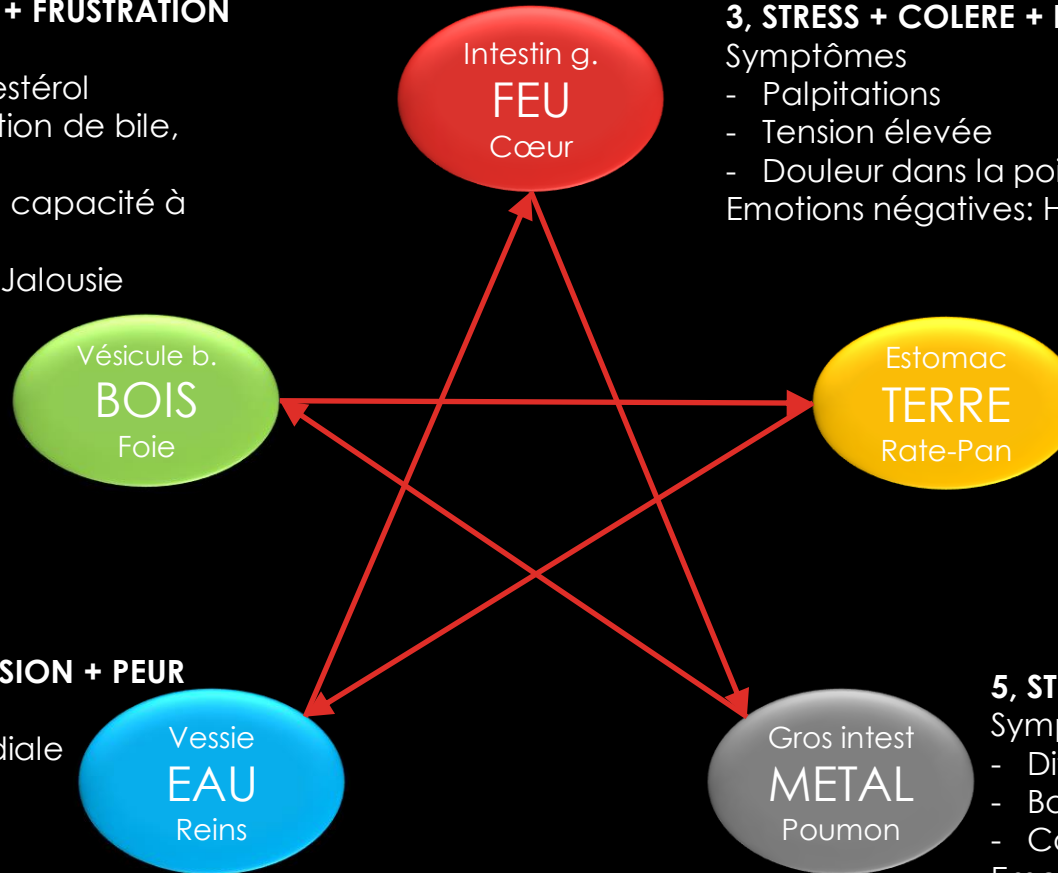 + FRUSTRATION
estérol
tion de bile,
capacité à
Jalousie
Intestin g.
FEU
Cœur
3, STRESS + COLERE +
Symptômes
- Palpitations
- Tension élevée
- Douleur dans la poi
Emotions négatives: H
Vésicule b.
BOIS
Foie
Estomac
TERRE
Rate-Pan
SION + PEUR
diale
Vessie
EAU
Reins
Gros intest
METAL
Poumon
5, ST
Symp
- Di
- Bo
- Co